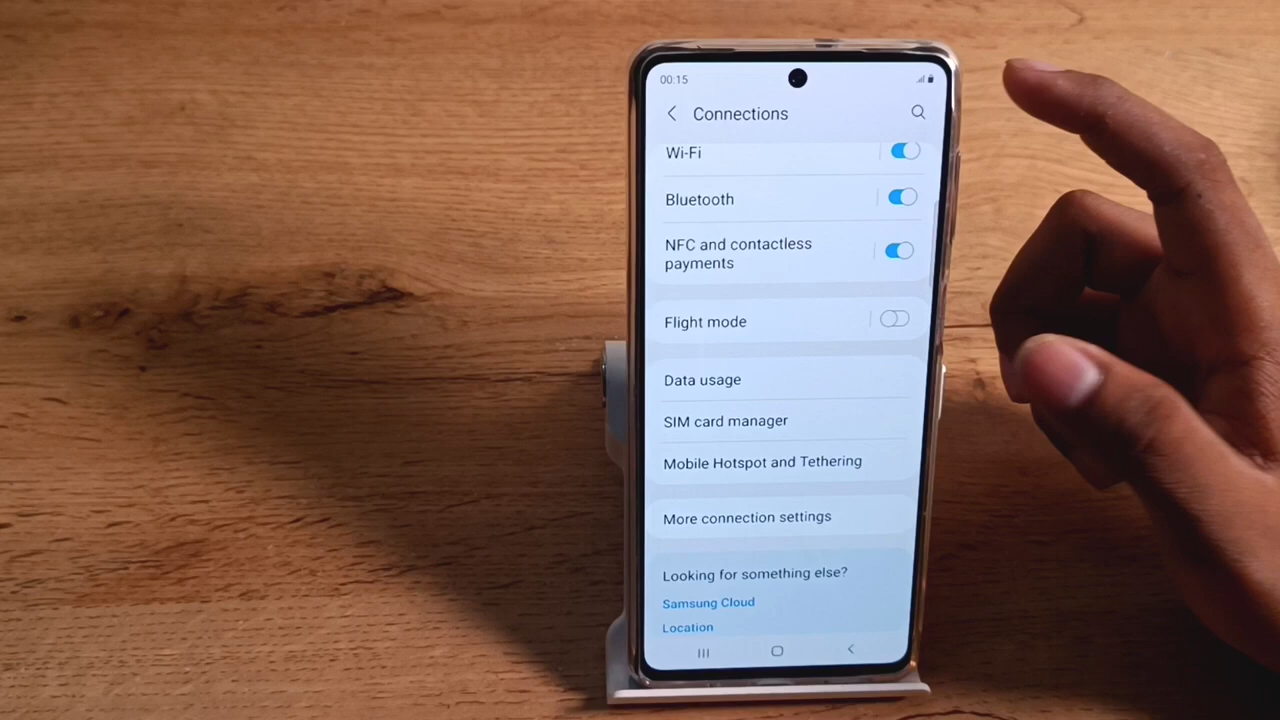 00:15
Connections
Wi-Fi
Bluetooth
NFC and contactless
payments
Flight mode
Data usage
SIM card manager
Mobile Hotspot and Tethering
More connection settings
Looking for something else?
Samsung Cloud
Location